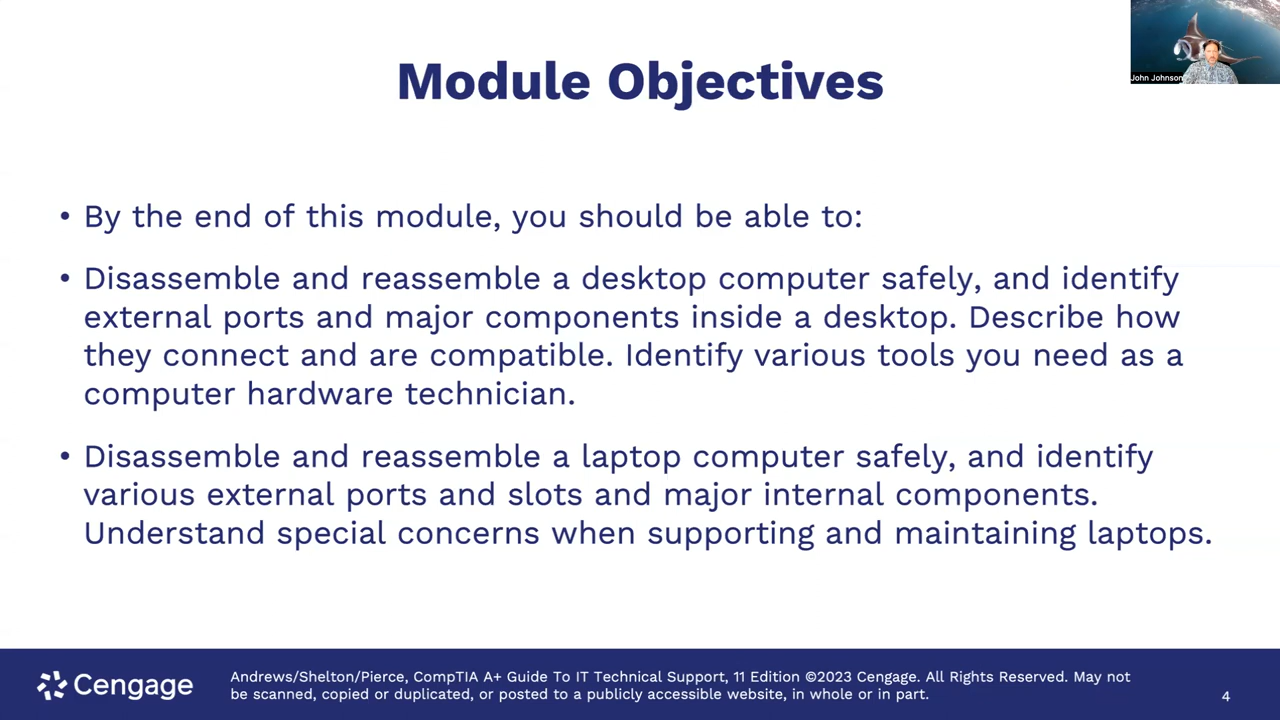 John Johnson
Module Objectives
• By the end of this module, you should be able to:
• Disassemble and reassemble a desktop computer safely, and identify
external ports and major components inside a desktop. Describe how
they connect and are compatible. Identify various tools you need as a
computer hardware technician.
• Disassemble and reassemble a laptop computer safely, and identify
various external ports and slots and major internal components.
Understand special concerns when supporting and maintaining laptops.
Cengage
Andrews/Shelton/Pierce, CompTIA A+ Guide To IT Technical Support, 11 Edition ©2023 Cengage. All Rights Reserved. May not
be scanned, copied or duplicated, or posted to a publicly accessible website, in whole or in part.
4